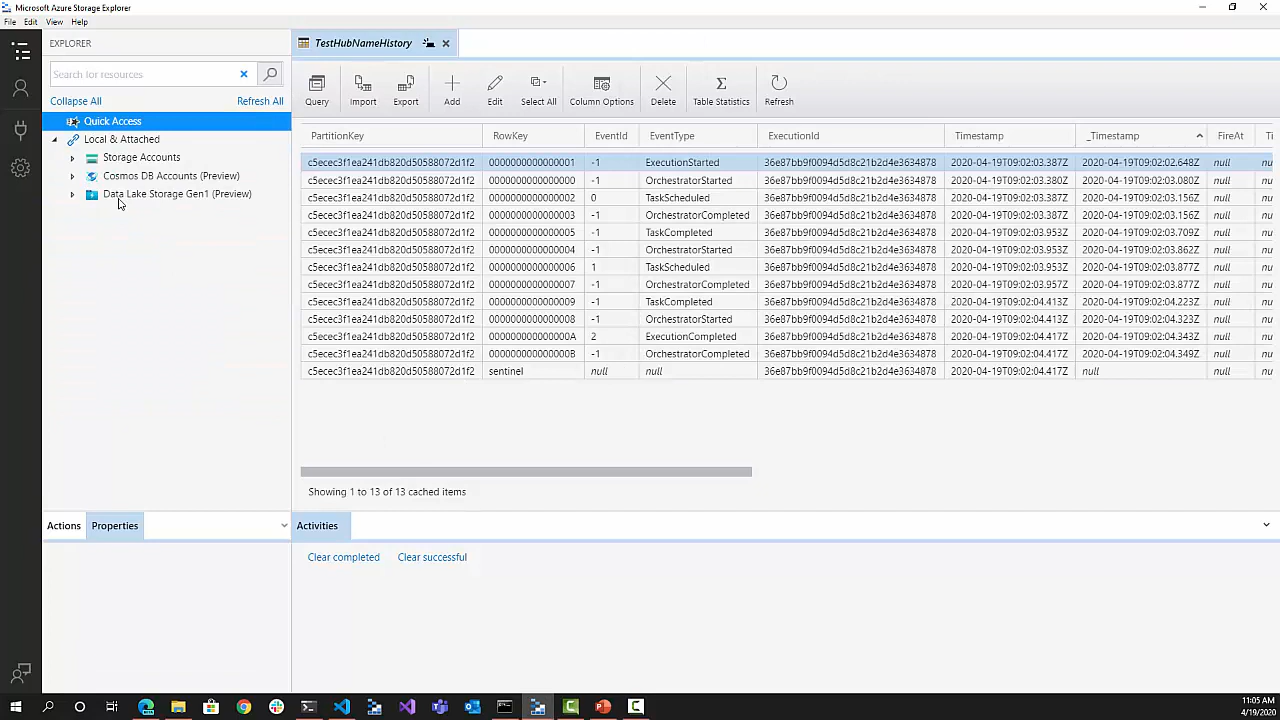 Microsoft Azure Storage Explorer
File Edit View Help
EXPLORER
Search for resources
Collapse All Refresh All
Quick Access
Local & Attached
Storage Accounts
Cosmos DB Accounts (Preview)
Data Lake Storage Gen1 (Preview)
TestHubNameHistory
Query Import Export Add Edit Select All Column Options Delete Table Statistics Refresh
PartitionKey RowKey EventId EventType ExecutionId Timestamp _Timestamp FireAt Ti
c5ecec3f1ea241db820d50588072d1f2 0000000000000001 -1 ExecutionStarted 36e87bb9f0094d5d8c21b2d4e3634878 2020-04-19T09:02:03.387Z 2020-04-19T09:02:02.648Z null nu
c5ecec3f1ea241db820d50588072d1f2 0000000000000000 -1 OrchestratorStarted 36e87bb9f0094d5d8c21b2d4e3634878 2020-04-19T09:02:03.380Z 2020-04-19T09:02:03.080Z null nu
c5ecec3f1ea241db820d50588072d1f2 0000000000000002 0 TaskScheduled 36e87bb9f0094d5d8c21b2d4e3634878 2020-04-19T09:02:03.387Z 2020-04-19T09:02:03.156Z null nu
c5ecec3f1ea241db820d50588072d1f2 0000000000000003 -1 OrchestratorCompleted 36e87bb9f0094d5d8c21b2d4e3634878 2020-04-19T09:02:03.387Z 2020-04-19T09:02:03.156Z null nu
c5ecec3f1ea241db820d50588072d1f2 0000000000000005 -1 TaskCompleted 36e87bb9f0094d5d8c21b2d4e3634878 2020-04-19T09:02:03.953Z 2020-04-19T09:02:03.709Z null nu
c5ecec3f1ea241db820d50588072d1f2 0000000000000004 -1 OrchestratorStarted 36e87bb9f0094d5d8c21b2d4e3634878 2020-04-19T09:02:03.953Z 2020-04-19T09:02:03.862Z null nu
c5ecec3f1ea241db820d50588072d1f2 0000000000000006 1 TaskScheduled 36e87bb9f0094d5d8c21b2d4e3634878 2020-04-19T09:02:03.953Z 2020-04-19T09:02:03.877Z null nu
c5ecec3f1ea241db820d50588072d1f2 0000000000000007 -1 OrchestratorCompleted 36e87bb9f0094d5d8c21b2d4e3634878 2020-04-19T09:02:03.957Z 2020-04-19T09:02:03.877Z null nu
c5ecec3f1ea241db820d50588072d1f2 0000000000000009 -1 TaskCompleted 36e87bb9f0094d5d8c21b2d4e3634878 2020-04-19T09:02:04.413Z 2020-04-19T09:02:04.223Z null nu
c5ecec3f1ea241db820d50588072d1f2 0000000000000008 -1 OrchestratorStarted 36e87bb9f0094d5d8c21b2d4e3634878 2020-04-19T09:02:04.413Z 2020-04-19T09:02:04.323Z null nu
c5ecec3f1ea241db820d50588072d1f2 000000000000000A 2 ExecutionCompleted 36e87bb9f0094d5d8c21b2d4e3634878 2020-04-19T09:02:04.417Z 2020-04-19T09:02:04.343Z null nu
c5ecec3f1ea241db820d50588072d1f2 000000000000000B -1 OrchestratorCompleted 36e87bb9f0094d5d8c21b2d4e3634878 2020-04-19T09:02:04.417Z 2020-04-19T09:02:04.349Z null nu
c5ecec3f1ea241db820d50588072d1f2 sentinel null null 36e87bb9f0094d5d8c21b2d4e3634878 2020-04-19T09:02:04.417Z null null nu
Showing 1 to 13 of 13 cached items
Actions Properties
Activities
Clear completed Clear successful
11:05 AM
4/19/2020